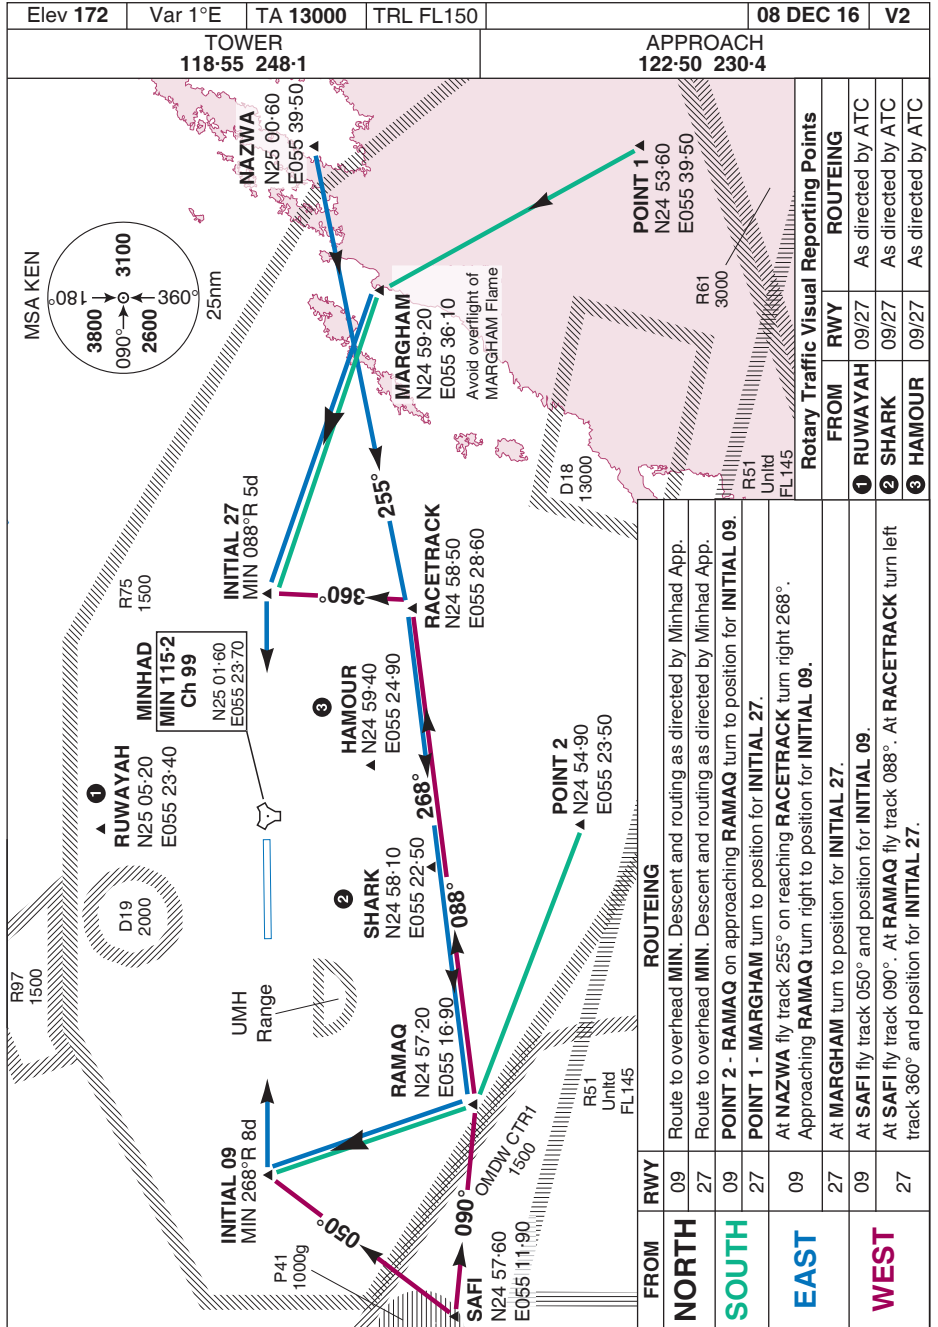 Elev 172
Var 1°E
TA 13000
TRL FL150
08 DEC 16
V2
TOWER
118·55 248·1
APPROACH
122·50 230·4
MSA KEN
180°
3800
3100
090°
2600
360°
25nm
NAZWA
N25 00·60
E055 39·50
POINT 1
N24 53·60
E055 39·50
R61
3000
MARGHAM
N24 59·20
E055 36·10
Avoid overflight of
MARGHAM Flame
D18
13000
R51
Unltd
FL145
R75
1500
INITIAL 27
MIN 088°R 5d
255°
360°
RACETRACK
N24 58·50
E055 28·60
MINHAD
MIN 115·2
Ch 99
N25 01·60
E055 23·70
1
RUWAYAH
N25 05·20
E055 23·40
3
HAMOUR
N24 59·40
E055 24·90
268°
POINT 2
N24 54·90
E055 23·50
2
SHARK
N24 58·10
E055 22·50
088°
D19
2000
R97
1500
UMH
Range
RAMAQ
N24 57·20
E055 16·90
R51
Unltd
FL145
OMDW CTR1
1500
INITIAL 09
MIN 268°R 8d
050°
090°
P41
1000g
SAFI
N24 57·60
E055 11·90
Rotary Traffic Visual Reporting Points
FROM RWY ROUTEING
1 RUWAYAH 09/27 As directed by ATC
2 SHARK 09/27 As directed by ATC
3 HAMOUR 09/27 As directed by ATC
FROM RWY ROUTEING
NORTH 09 Route to overhead MIN. Descent and routing as directed by Minhad App.
27 Route to overhead MIN. Descent and routing as directed by Minhad App.
SOUTH 09 POINT 2 - RAMAQ on approaching RAMAQ turn to position for INITIAL 09.
27 POINT 1 - MARGHAM turn to position for INITIAL 27.
EAST 09 At NAZWA fly track 255° on reaching RACETRACK turn right 268°.
Approaching RAMAQ turn right to position for INITIAL 09.
27 At MARGHAM turn to position for INITIAL 27.
WEST 09 At SAFI fly track 050° and position for INITIAL 09.
27 At SAFI fly track 090°. At RAMAQ fly track 088°. At RACETRACK turn left
track 360° and position for INITIAL 27.